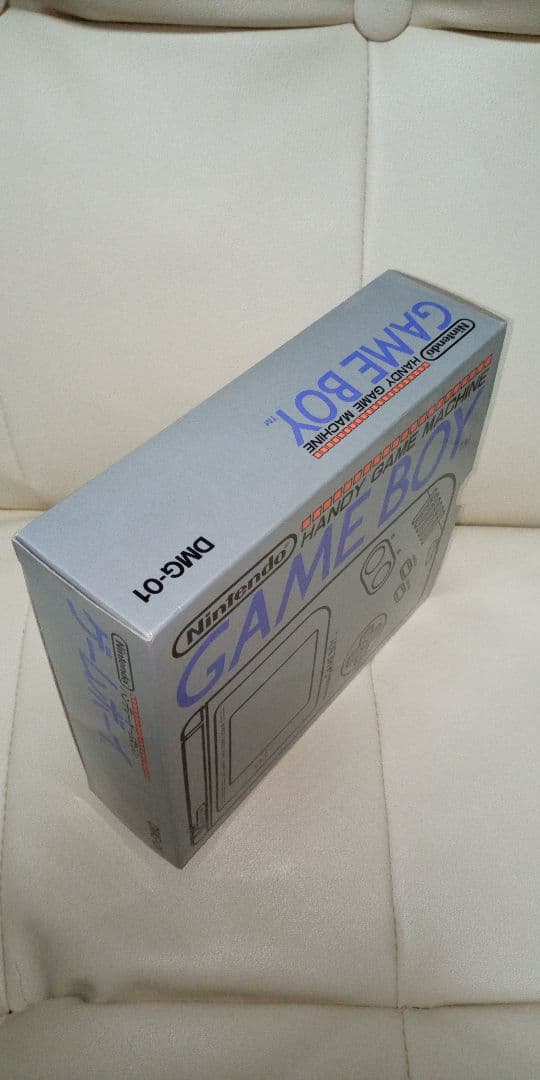 Nintendo
HANDY GAME MACHINE
GAME BOY
TM
DMG-01
Nintendo
HANDY GAME MACHINE
GAME BOY
Nintendo
ゲームボーイ